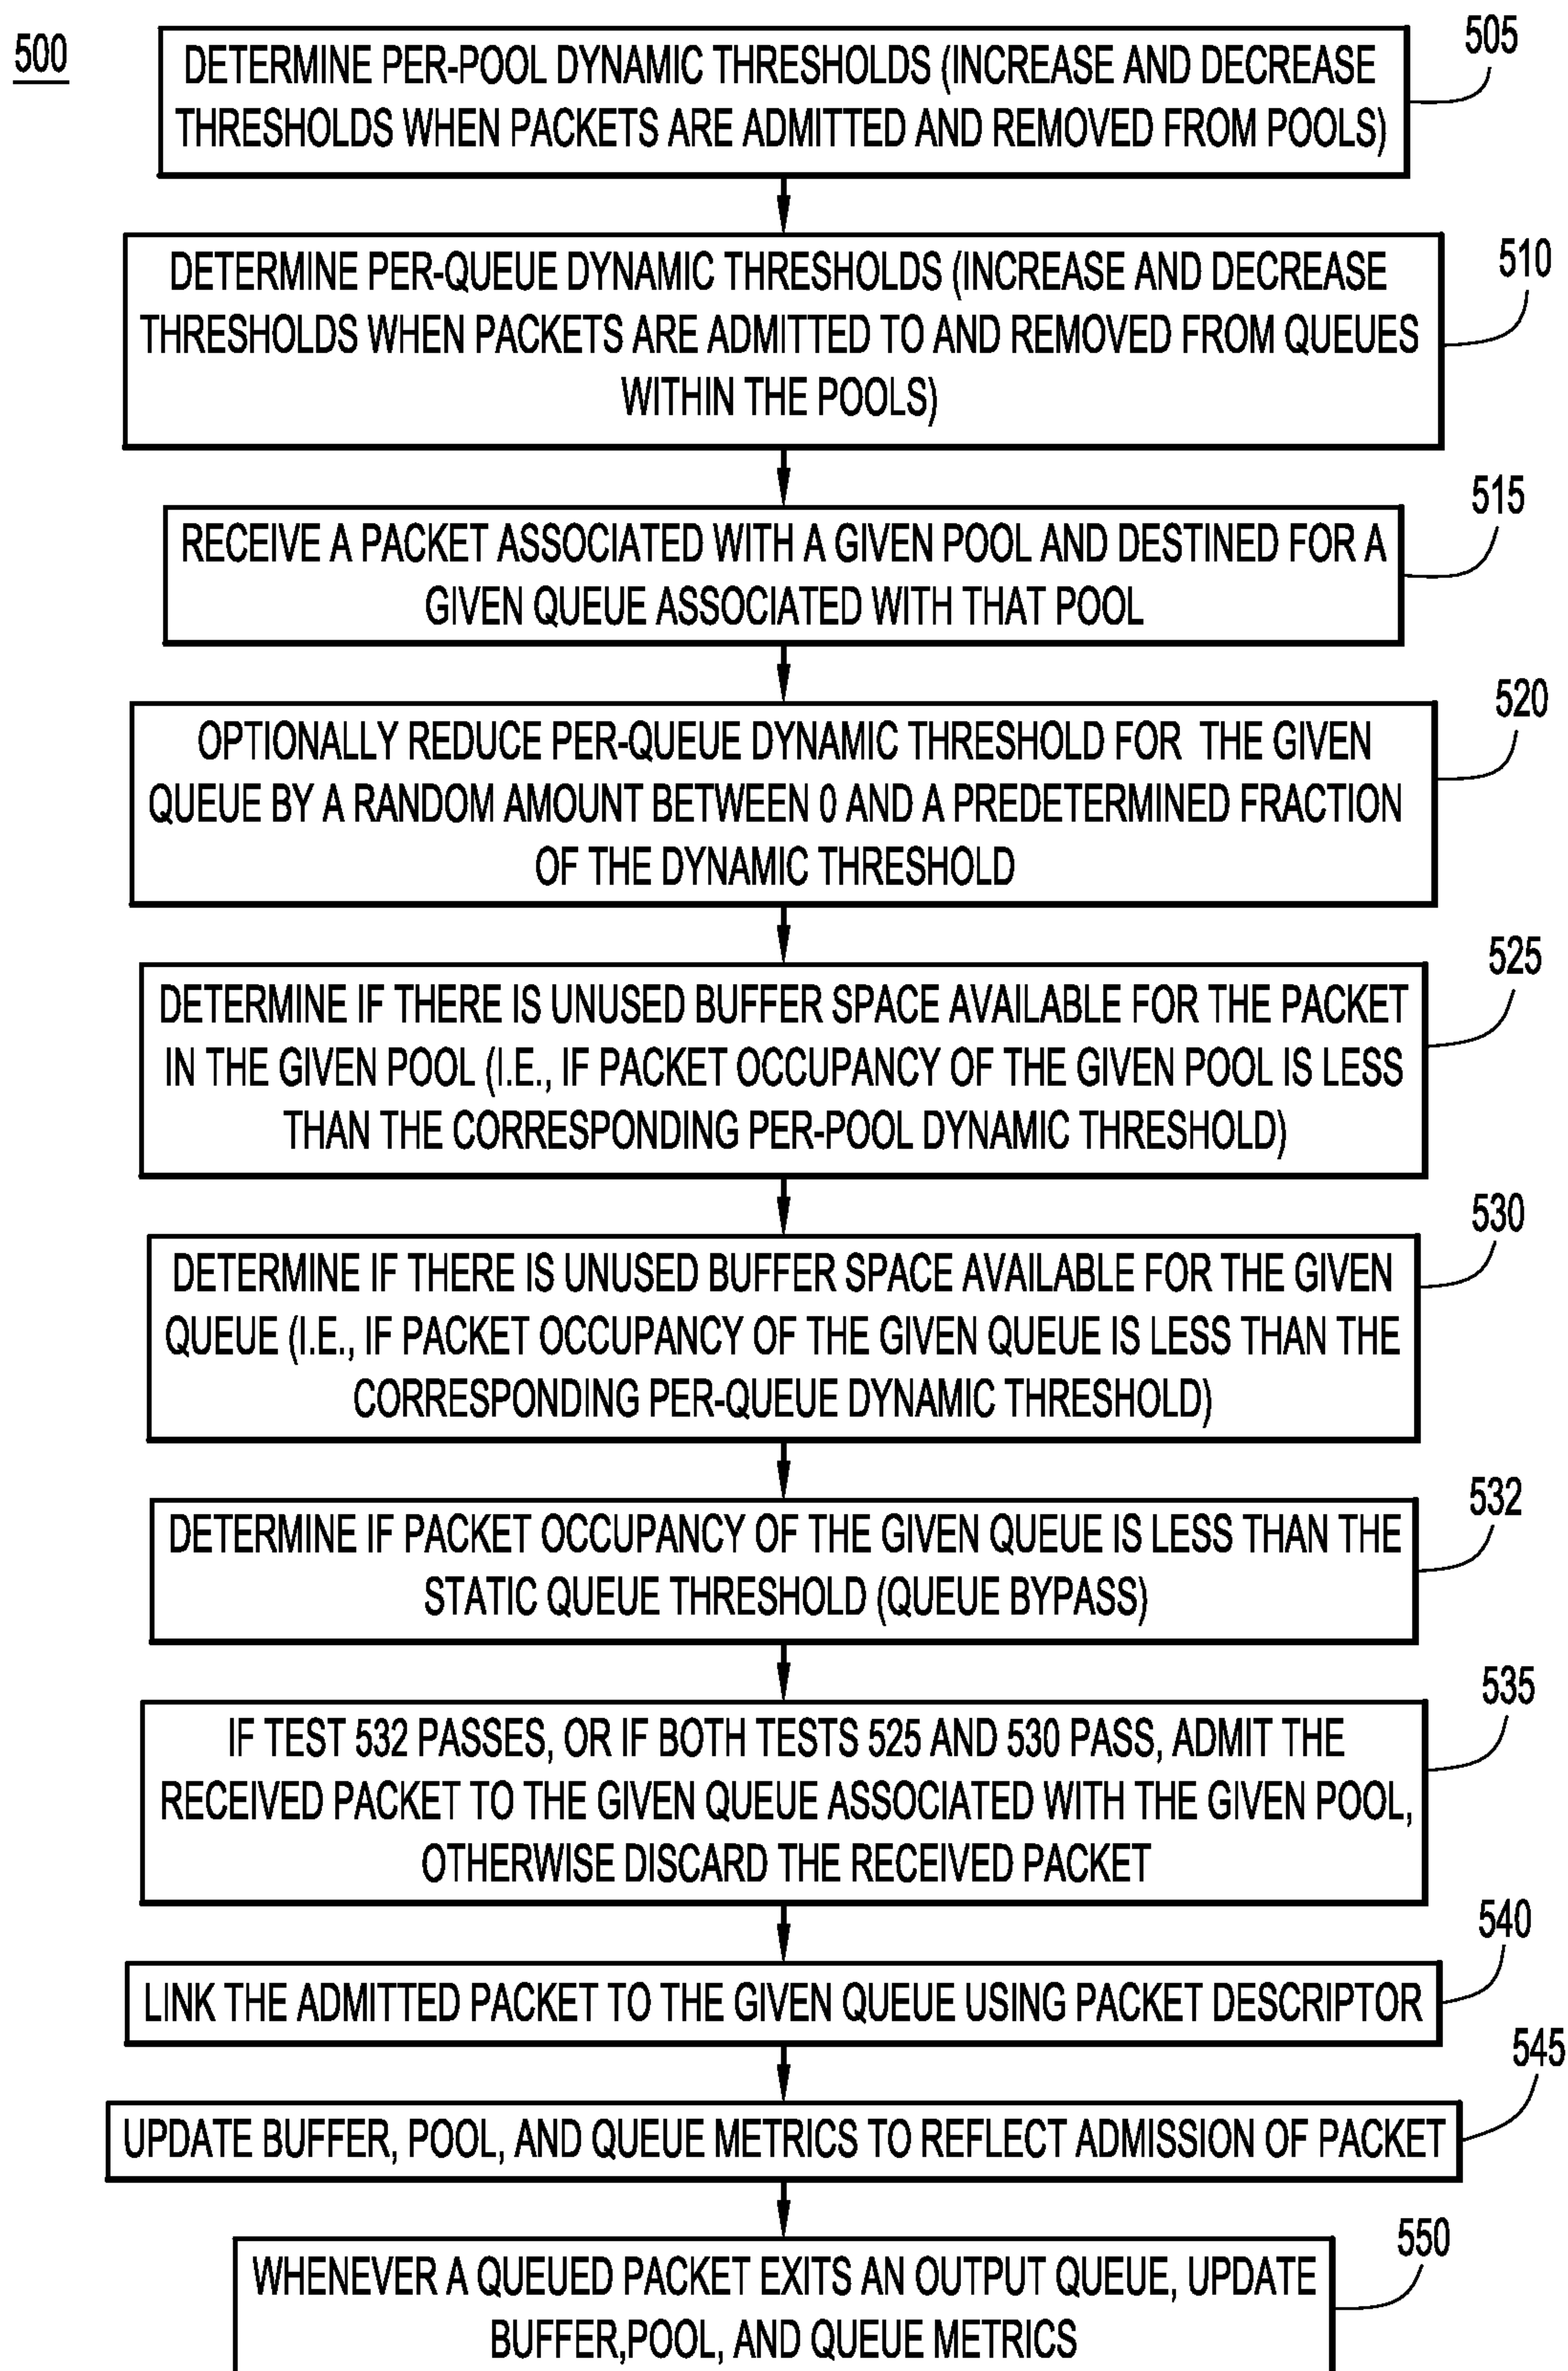 500
505
DETERMINE PER-POOL DYNAMIC THRESHOLDS (INCREASE AND DECREASE
THRESHOLDS WHEN PACKETS ARE ADMITTED AND REMOVED FROM POOLS)
510
DETERMINE PER-QUEUE DYNAMIC THRESHOLDS (INCREASE AND DECREASE
THRESHOLDS WHEN PACKETS ARE ADMITTED TO AND REMOVED FROM QUEUES
WITHIN THE POOLS)
515
RECEIVE A PACKET ASSOCIATED WITH A GIVEN POOL AND DESTINED FOR A
GIVEN QUEUE ASSOCIATED WITH THAT POOL
520
OPTIONALLY REDUCE PER-QUEUE DYNAMIC THRESHOLD FOR THE GIVEN
QUEUE BY A RANDOM AMOUNT BETWEEN 0 AND A PREDETERMINED FRACTION
OF THE DYNAMIC THRESHOLD
525
DETERMINE IF THERE IS UNUSED BUFFER SPACE AVAILABLE FOR THE PACKET
IN THE GIVEN POOL (I.E., IF PACKET OCCUPANCY OF THE GIVEN POOL IS LESS
THAN THE CORRESPONDING PER-POOL DYNAMIC THRESHOLD)
530
DETERMINE IF THERE IS UNUSED BUFFER SPACE AVAILABLE FOR THE GIVEN
QUEUE (I.E., IF PACKET OCCUPANCY OF THE GIVEN QUEUE IS LESS THAN THE
CORRESPONDING PER-QUEUE DYNAMIC THRESHOLD)
532
DETERMINE IF PACKET OCCUPANCY OF THE GIVEN QUEUE IS LESS THAN THE
STATIC QUEUE THRESHOLD (QUEUE BYPASS)
535
IF TEST 532 PASSES, OR IF BOTH TESTS 525 AND 530 PASS, ADMIT THE
RECEIVED PACKET TO THE GIVEN QUEUE ASSOCIATED WITH THE GIVEN POOL,
OTHERWISE DISCARD THE RECEIVED PACKET
540
LINK THE ADMITTED PACKET TO THE GIVEN QUEUE USING PACKET DESCRIPTOR
545
UPDATE BUFFER, POOL, AND QUEUE METRICS TO REFLECT ADMISSION OF PACKET
550
WHENEVER A QUEUED PACKET EXITS AN OUTPUT QUEUE, UPDATE
BUFFER,POOL, AND QUEUE METRICS